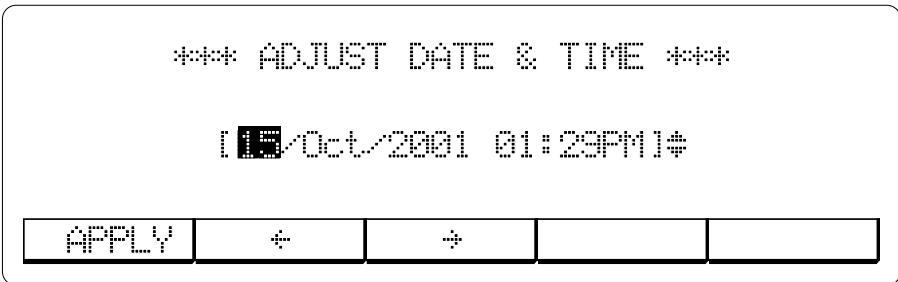 *** ADJUST DATE & TIME ***
[15/Oct/2001 01:29PM]♦
APPLY ← →